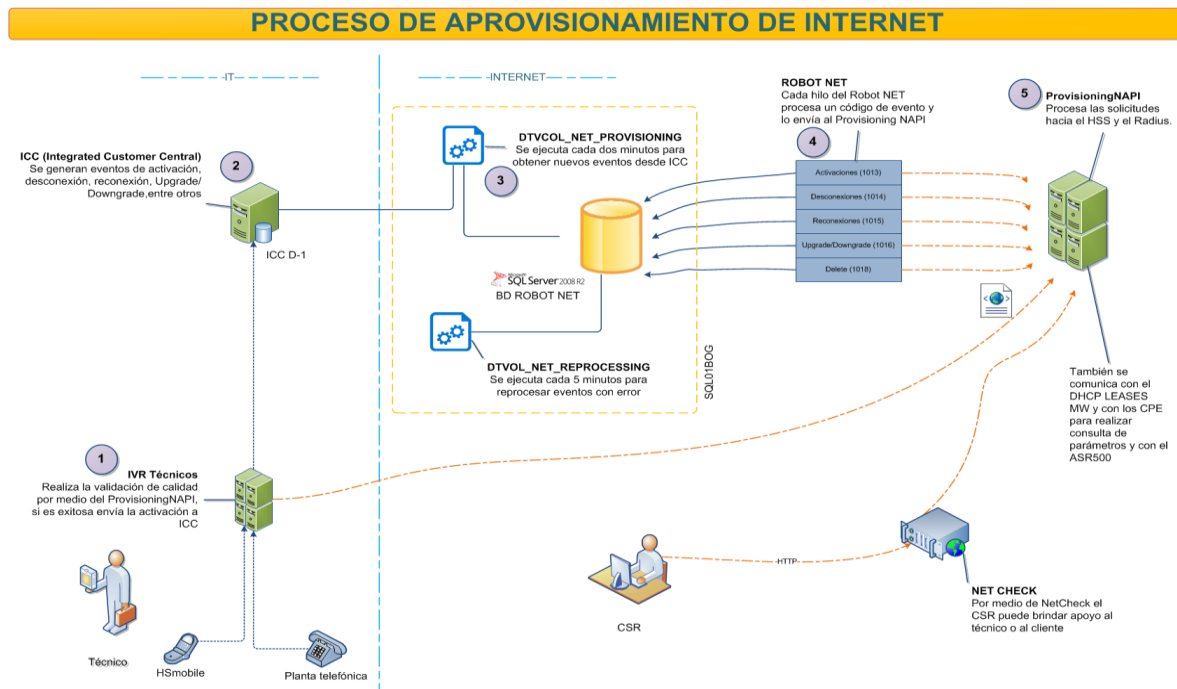 PROCESO DE APROVISIONAMIENTO DE INTERNET
IT
INTERNET
ICC (Integrated Customer Central)
Se generan eventos de activación,
desconexión, reconexión, Upgrade/
Downgrade,entre otros
2
ICC D-1
DTVCOL_NET_PROVISIONING
Se ejecuta cada dos minutos para
obtener nuevos eventos desde ICC
3
Microsoft
SQL Server 2008 R2
BD ROBOT NET
DTVOL_NET_REPROCESSING
Se ejecuta cada 5 minutos para
reprocesar eventos con error
SQL01BOG
ROBOT NET
Cada hilo del Robot NET
procesa un código de evento y
lo envía al Provisioning NAPI
4
Activaciones (1013)
Desconexiones (1014)
Reconexiones (1015)
Upgrade/Downgrade (1016)
Delete (1018)
5
ProvisioningNAPI
Procesa las solicitudes
hacia el HSS y el Radius.
También se
comunica con el
DHCP LEASES
MW y con los CPE
para realizar
consulta de
parámetros y con el
ASR500
1
IVR Técnicos
Realiza la validación de calidad
por medio del ProvisioningNAPI,
si es exitosa envía la activación a
ICC
Técnico
HSmobile
Planta telefónica
CSR
HTTP
NET CHECK
Por medio de NetCheck el
CSR puede brindar apoyo al
técnico o al cliente